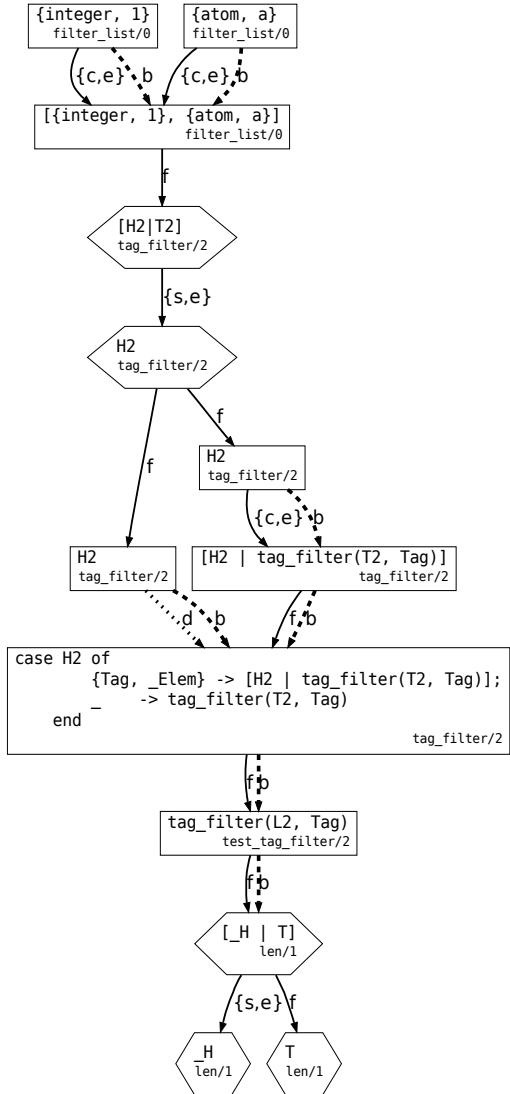 {integer, 1}
filter_list/0
{atom, a}
filter_list/0
{c,e} b {c,e} b
[{integer, 1}, {atom, a}]
filter_list/0
f
[H2|T2]
tag_filter/2
{s,e}
H2
tag_filter/2
f
f
H2
tag_filter/2
{c,e} b
H2
tag_filter/2
[H2 | tag_filter(T2, Tag)]
tag_filter/2
d b f b
case H2 of
{Tag, _Elem} -> [H2 | tag_filter(T2, Tag)];
_ -> tag_filter(T2, Tag)
end
tag_filter/2
f b
tag_filter(L2, Tag)
test_tag_filter/2
f b
[_H | T]
len/1
{s,e} f
_H
len/1
T
len/1